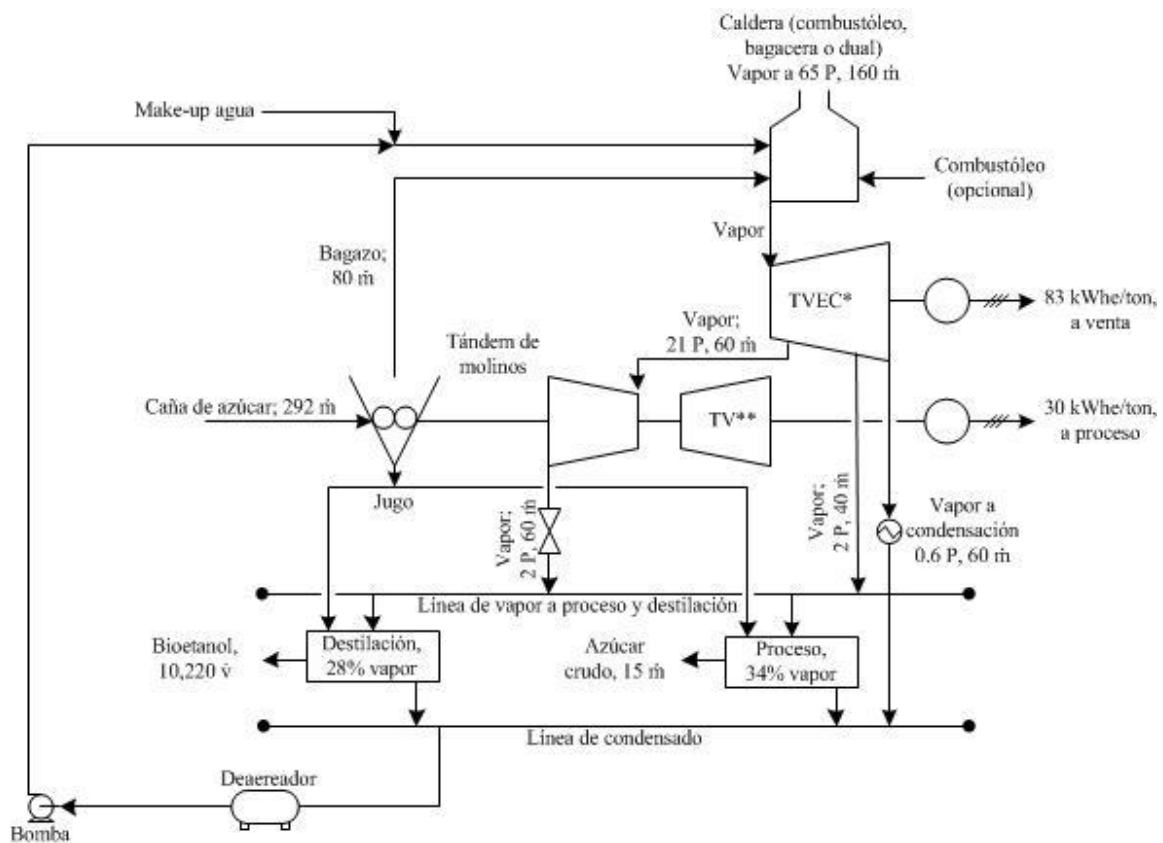 Caldera (combustóleo,
bagacera o dual)
Vapor a 65 P, 160 ṁ
Make-up agua
Combustóleo
(opcional)
Vapor
Bagazo;
80 ṁ
TVEC*
83 kWhe/ton,
a venta
Vapor;
21 P, 60 ṁ
Tándem de
molinos
Caña de azúcar; 292 ṁ
TV**
30 kWhe/ton,
a proceso
Jugo
Vapor;
2 P, 60 ṁ
Vapor;
2 P, 40 ṁ
Vapor a
condensación
0.6 P, 60 ṁ
Línea de vapor a proceso y destilación
Bioetanol,
10,220 v̇
Destilación,
28% vapor
Azúcar
crudo, 15 ṁ
Proceso,
34% vapor
Línea de condensado
Deaereador
Bomba